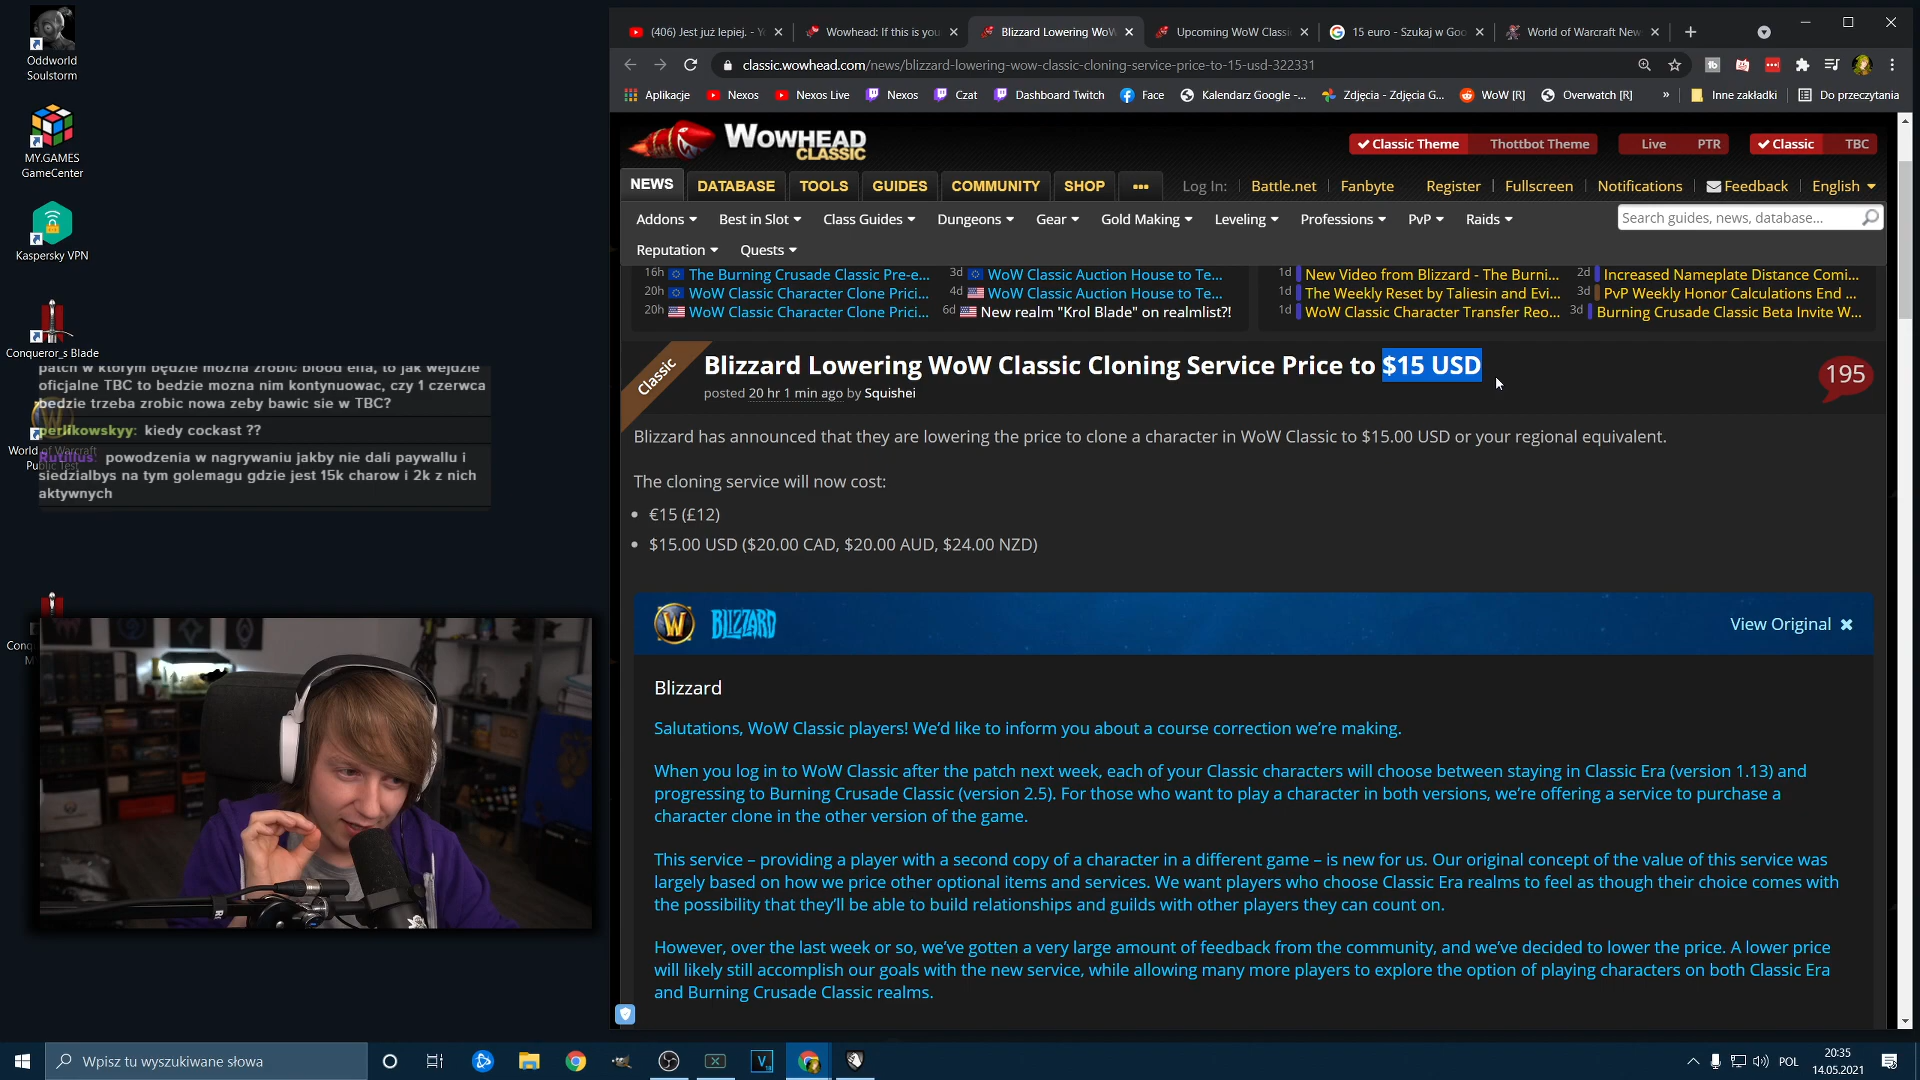 Oddworld
Soulstorm
MY.GAMES
GameCenter
Kaspersky VPN
Conqueror_s Blade
patch w ktorym będzie mozna zrobic blood elfa, to jak wejdzie
oficjalne TBC to bedzie mozna nim kontynuowac, czy 1 czerwca
bedzie trzeba zrobic nowa zeby bawic sie w TBC?
perlikowskyy: kiedy cockast ??
World of Warcraft
Public Test
Rutilius: powodzenia w nagrywaniu jakby nie dali paywallu i
siedzialbys na tym golemagu gdzie jest 15k charow i 2k z nich
aktywnych
(406) Jest już lepiej. - Y
Wowhead: If this is you
Blizzard Lowering WoW
Upcoming WoW Classi
15 euro - Szukaj w Goo
World of Warcraft New
classic.wowhead.com/news/blizzard-lowering-wow-classic-cloning-service-price-to-15-usd-322331
Aplikacje
Nexos
Nexos Live
Nexos
Czat
Dashboard Twitch
Face
Kalendarz Google -...
Zdjęcia - Zdjęcia G...
WoW [R]
Overwatch [R]
»
Inne zakładki
Do przeczytania
WOWHEAD
CLASSIC
Classic Theme
Thottbot Theme
Live
PTR
Classic
TBC
NEWS
DATABASE
TOOLS
GUIDES
COMMUNITY
SHOP
...
Log In:
Battle.net
Fanbyte
Register
Fullscreen
Notifications
Feedback
English
Addons
Best in Slot
Class Guides
Dungeons
Gear
Gold Making
Leveling
Professions
PvP
Raids
Search guides, news, database...
Reputation
Quests
16h The Burning Crusade Classic Pre-e...
20h WoW Classic Character Clone Prici...
20h WoW Classic Character Clone Prici...
3d WoW Classic Auction House to Te...
4d WoW Classic Auction House to Te...
6d New realm "Krol Blade" on realmlist?!
1d New Video from Blizzard - The Burni...
1d The Weekly Reset by Taliesin and Evi...
1d WoW Classic Character Transfer Reo...
2d Increased Nameplate Distance Comi...
3d PvP Weekly Honor Calculations End ...
3d Burning Crusade Classic Beta Invite W...
Classic
Blizzard Lowering WoW Classic Cloning Service Price to $15 USD
posted 20 hr 1 min ago by Squishei
195
Blizzard has announced that they are lowering the price to clone a character in WoW Classic to $15.00 USD or your regional equivalent.
The cloning service will now cost:
• €15 (£12)
• $15.00 USD ($20.00 CAD, $20.00 AUD, $24.00 NZD)
BLIZZARD
View Original
Blizzard
Salutations, WoW Classic players! We'd like to inform you about a course correction we're making.
When you log in to WoW Classic after the patch next week, each of your Classic characters will choose between staying in Classic Era (version 1.13) and
progressing to Burning Crusade Classic (version 2.5). For those who want to play a character in both versions, we're offering a service to purchase a
character clone in the other version of the game.
This service – providing a player with a second copy of a character in a different game – is new for us. Our original concept of the value of this service was
largely based on how we price other optional items and services. We want players who choose Classic Era realms to feel as though their choice comes with
the possibility that they'll be able to build relationships and guilds with other players they can count on.
However, over the last week or so, we've gotten a very large amount of feedback from the community, and we've decided to lower the price. A lower price
will likely still accomplish our goals with the new service, while allowing many more players to explore the option of playing characters on both Classic Era
and Burning Crusade Classic realms.
Wpisz tu wyszukiwane słowa
POL
20:35
14.05.2021